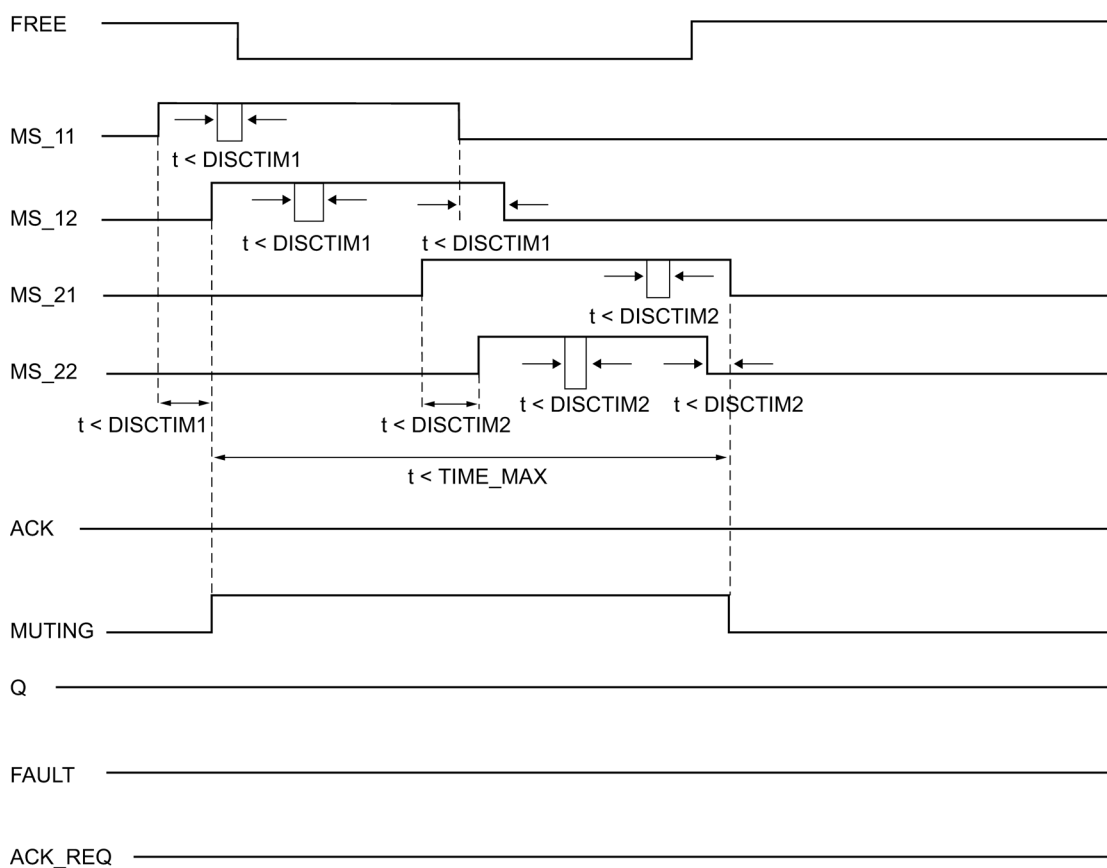 FREE
MS_11
t < DISCTIM1
MS_12
t < DISCTIM1
t < DISCTIM1
MS_21
t < DISCTIM2
MS_22
t < DISCTIM2
t < DISCTIM2
t < DISCTIM1
t < DISCTIM2
t < TIME_MAX
ACK
MUTING
Q
FAULT
ACK_REQ